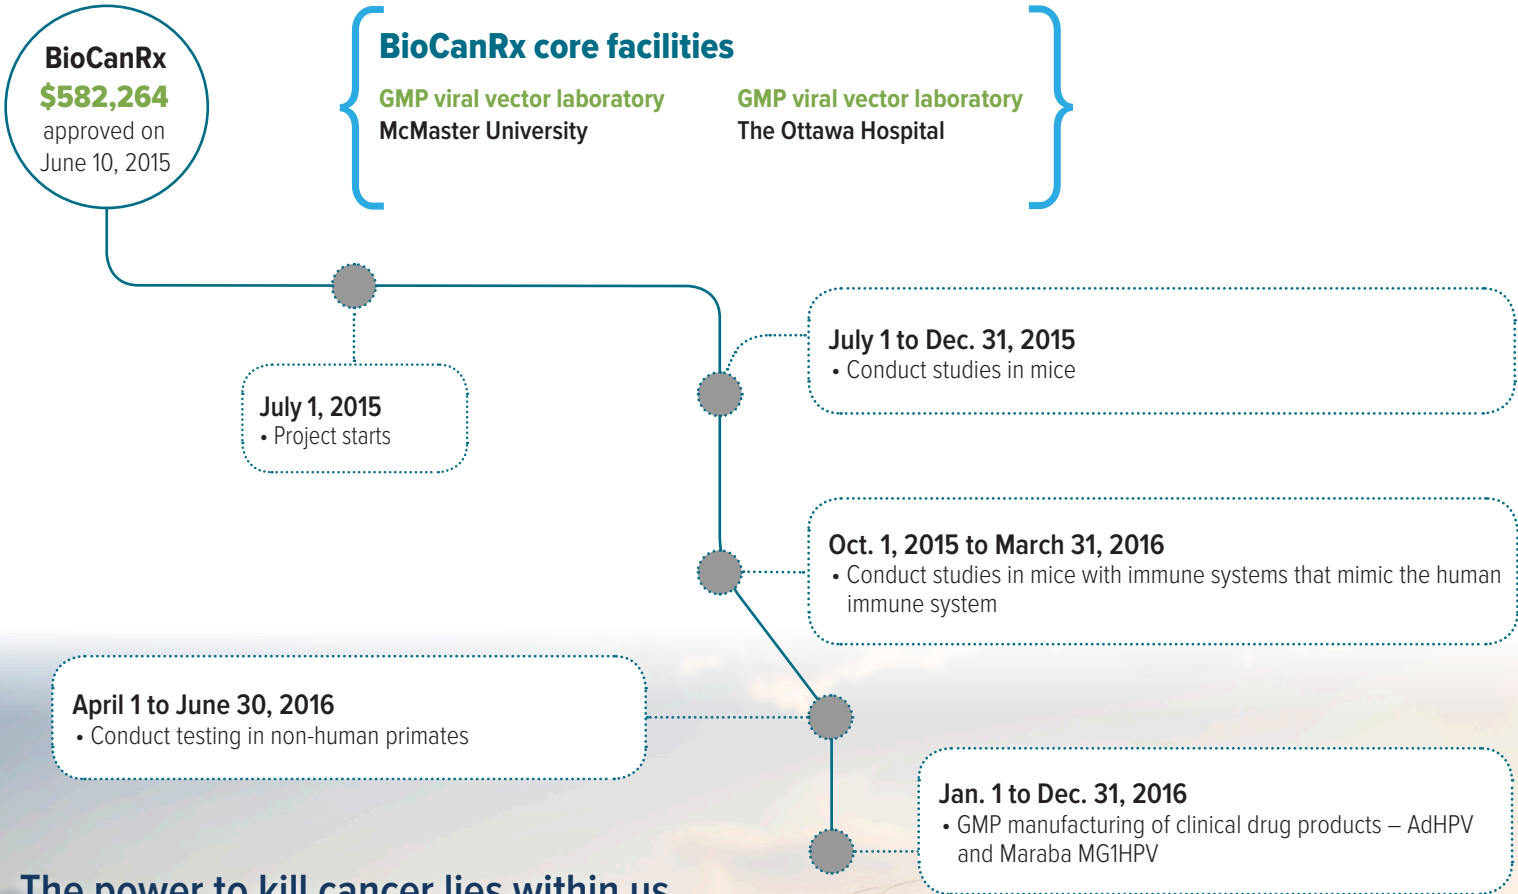 BioCanRx
$582,264
approved on
June 10, 2015
BioCanRx core facilities
GMP viral vector laboratory
McMaster University
GMP viral vector laboratory
The Ottawa Hospital
July 1, 2015
• Project starts
July 1 to Dec. 31, 2015
• Conduct studies in mice
Oct. 1, 2015 to March 31, 2016
• Conduct studies in mice with immune systems that mimic the human
immune system
April 1 to June 30, 2016
• Conduct testing in non-human primates
Jan. 1 to Dec. 31, 2016
• GMP manufacturing of clinical drug products – AdHPV
and Maraba MG1HPV
The power to kill cancer lies within us